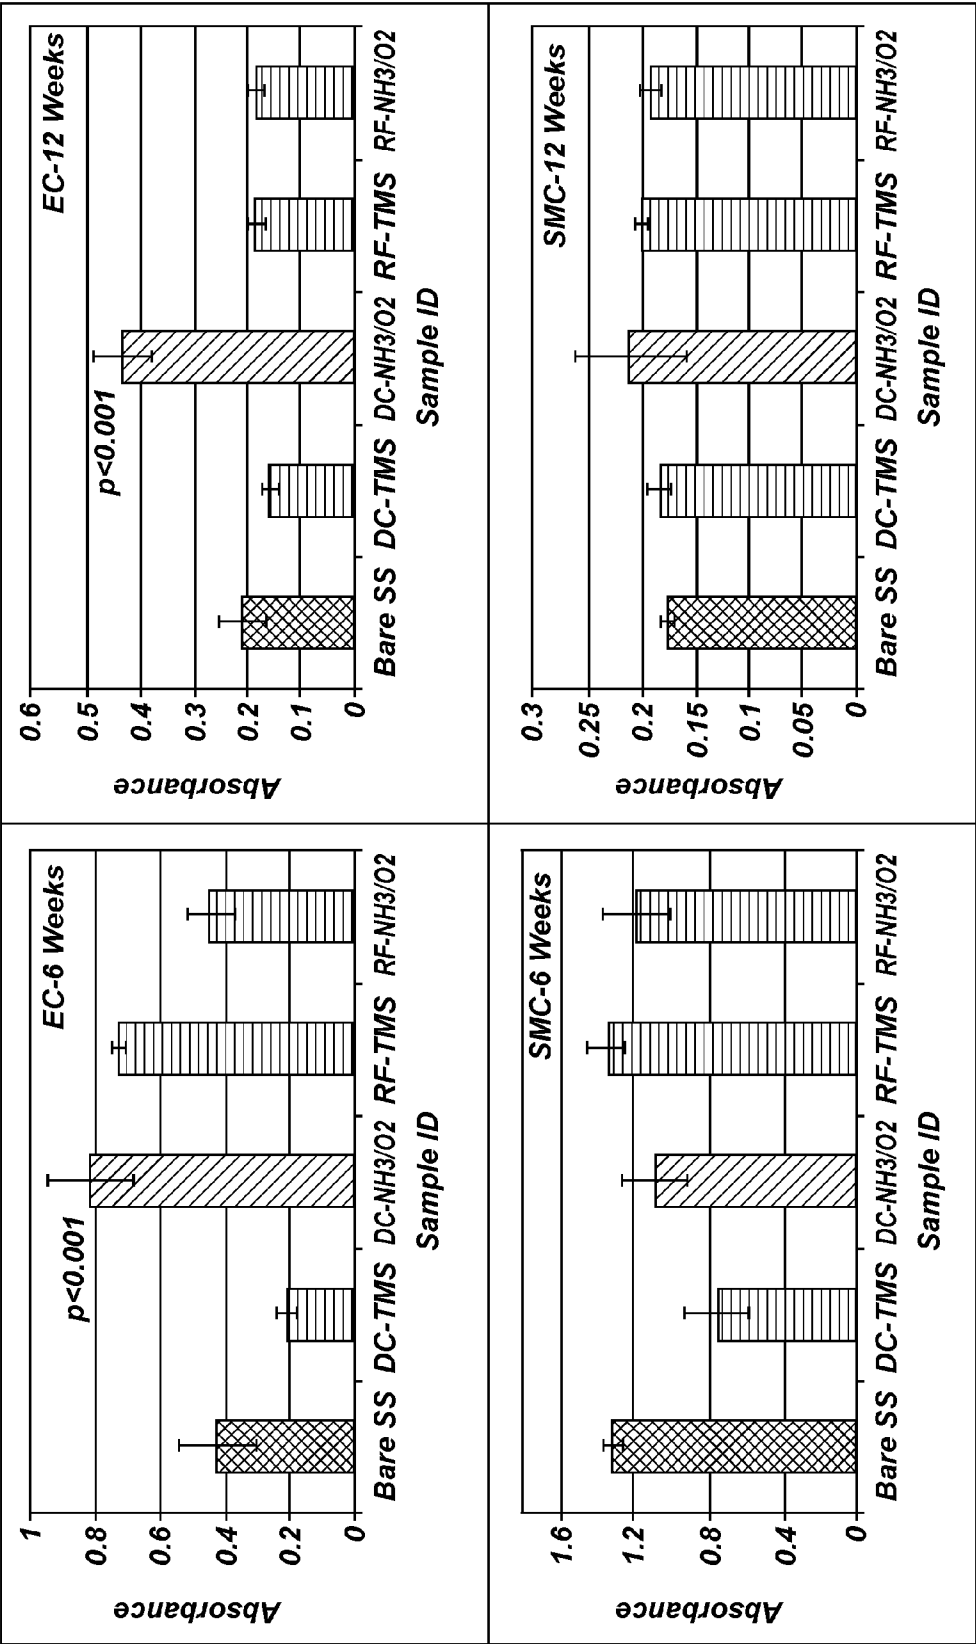 EC-6 Weeks
p<0.001
Absorbance
1
0.8
0.6
0.4
0.2
0
Bare SS DC-TMS DC-NH3/O2 RF-TMS RF-NH3/O2
Sample ID
EC-12 Weeks
p<0.001
Absorbance
0.6
0.5
0.4
0.3
0.2
0.1
0
Bare SS DC-TMS DC-NH3/O2 RF-TMS RF-NH3/O2
Sample ID
SMC-6 Weeks
Absorbance
1.6
1.2
0.8
0.4
0
Bare SS DC-TMS DC-NH3/O2 RF-TMS RF-NH3/O2
Sample ID
SMC-12 Weeks
Absorbance
0.3
0.25
0.2
0.15
0.1
0.05
0
Bare SS DC-TMS DC-NH3/O2 RF-TMS RF-NH3/O2
Sample ID